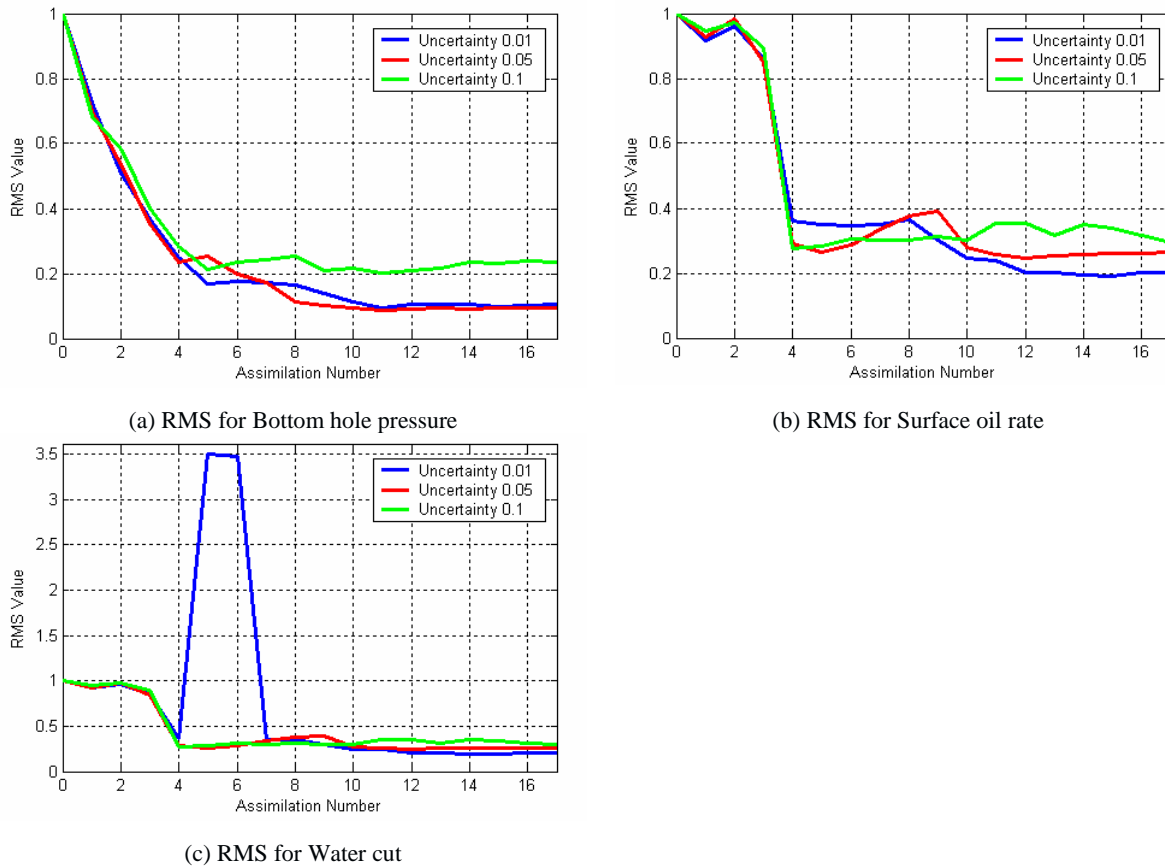 1
0.8
0.6
0.4
0.2
0
RMS Value
0 2 4 6 8 10 12 14 16
Assimilation Number
Uncertainty 0.01
Uncertainty 0.05
Uncertainty 0.1
(a) RMS for Bottom hole pressure
1
0.8
0.6
0.4
0.2
0
RMS Value
0 2 4 6 8 10 12 14 16
Assimilation Number
Uncertainty 0.01
Uncertainty 0.05
Uncertainty 0.1
(b) RMS for Surface oil rate
3.5
3
2.5
2
1.5
1
0.5
0
RMS Value
0 2 4 6 8 10 12 14 16
Assimilation Number
Uncertainty 0.01
Uncertainty 0.05
Uncertainty 0.1
(c) RMS for Water cut